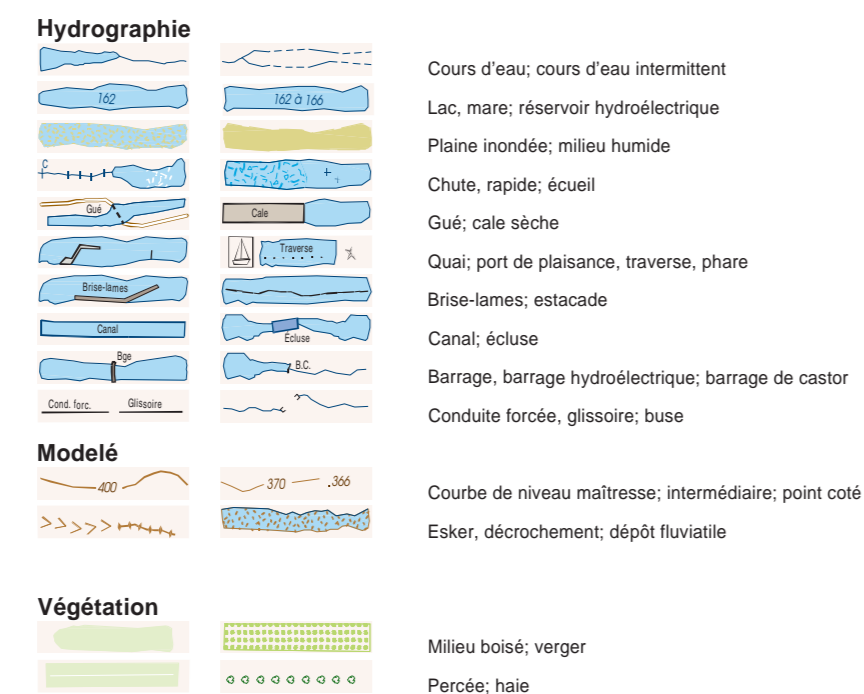 Hydrographie
Cours d'eau; cours d'eau intermittent
162 162 à 166 Lac, mare; réservoir hydroélectrique
Plaine inondée; milieu humide
C Chute, rapide; écueil
Gué Cale Gué; cale sèche
Traverse Quai; port de plaisance, traverse, phare
Brise-lames Brise-lames; estacade
Canal Écluse Canal; écluse
Bge B.C. Barrage, barrage hydroélectrique; barrage de castor
Cond. forc. Glissoire Conduite forcée, glissoire; buse
Modelé
400 370 .366 Courbe de niveau maîtresse; intermédiaire; point coté
Esker, décrochement; dépôt fluviatile
Végétation
Milieu boisé; verger
Percée; haie